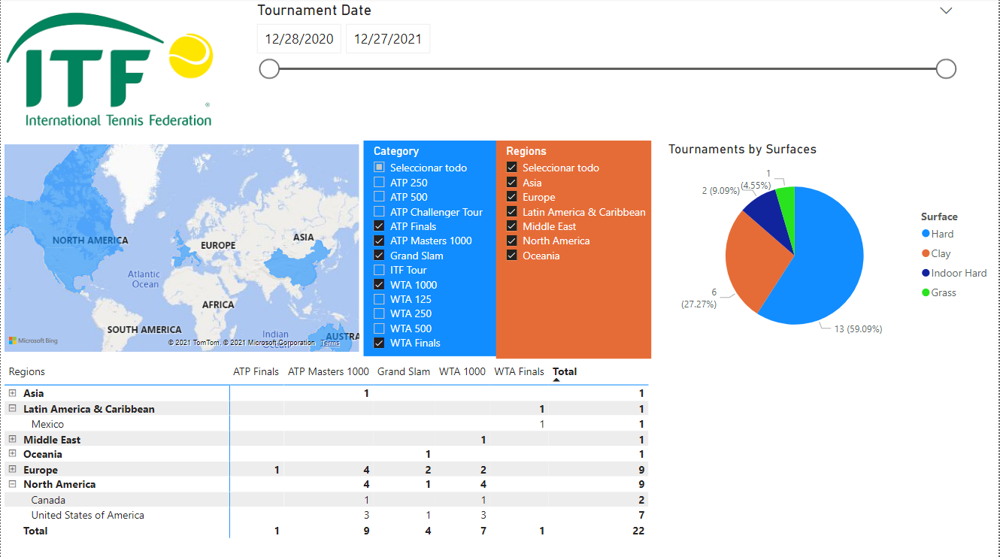 ITF
®
International Tennis Federation
Tournament Date
12/28/2020 12/27/2021
NORTH AMERICA
EUROPE
ASIA
Atlantic
Ocean
AFRICA
SOUTH AMERICA
Indian
Ocean
AUSTRA
Microsoft Bing
© 2021 TomTom, © 2021 Microsoft Corporation Terms
Category
Seleccionar todo
ATP 250
ATP 500
ATP Challenger Tour
ATP Finals
ATP Masters 1000
Grand Slam
ITF Tour
WTA 1000
WTA 125
WTA 250
WTA 500
WTA Finals
Regions
Seleccionar todo
Asia
Europe
Latin America & Caribbean
Middle East
North America
Oceania
Tournaments by Surfaces
1
(4.55%)
2 (9.09%)
6
(27.27%)
13 (59.09%)
Surface
Hard
Clay
Indoor Hard
Grass
Regions ATP Finals ATP Masters 1000 Grand Slam WTA 1000 WTA Finals Total
Asia 1 1
Latin America & Caribbean 1 1
Mexico 1 1
Middle East 1 1
Oceania 1 1
Europe 1 4 2 2 9
North America 4 1 4 9
Canada 1 1 2
United States of America 3 1 3 7
Total 1 9 4 7 1 22